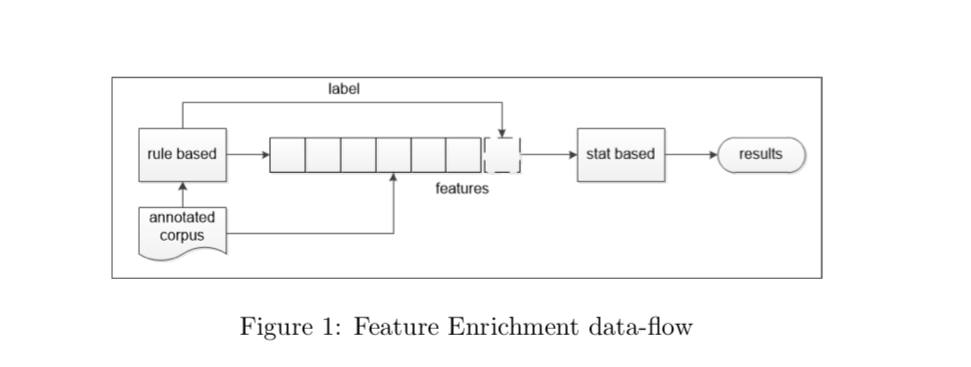 label
rule based
stat based
results
features
annotated
corpus
Figure 1: Feature Enrichment data-flow